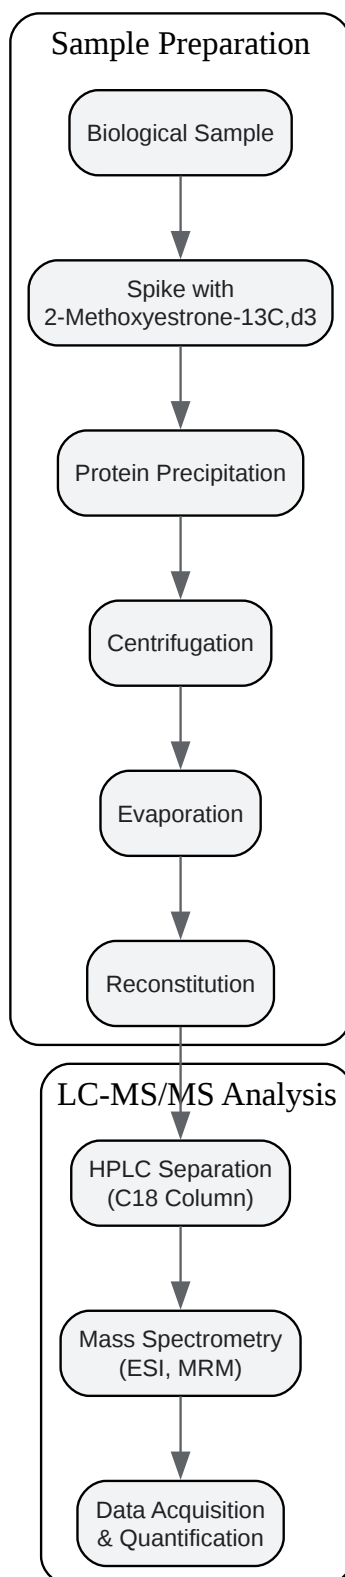 Sample Preparation
Biological Sample
Spike with
2-Methoxyestrone-13C,d3
Protein Precipitation
Centrifugation
Evaporation
Reconstitution
LC-MS/MS Analysis
HPLC Separation
(C18 Column)
Mass Spectrometry
(ESI, MRM)
Data Acquisition
& Quantification